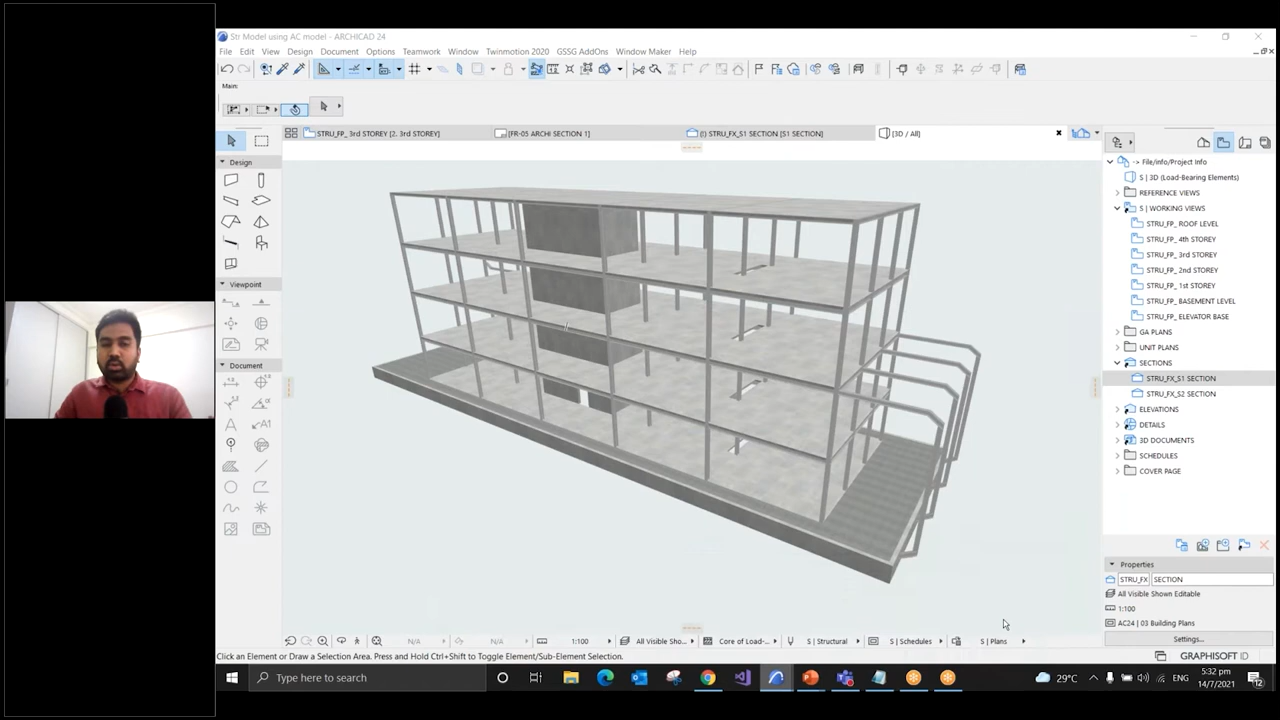 Str Model using AC model - ARCHICAD 24
File Edit View Design Document Options Teamwork Window Twinmotion 2020 GSSG AddOns Window Maker Help
Main:
STRU_FP_ 3rd STOREY [2. 3rd STOREY]
[FR-05 ARCHI SECTION 1]
(!) STRU_FX_S1 SECTION [S1 SECTION]
[3D / All]
Design
Viewpoint
Document
-> File/info/Project Info
S | 3D (Load-Bearing Elements)
REFERENCE VIEWS
S | WORKING VIEWS
STRU_FP_ ROOF LEVEL
STRU_FP_ 4th STOREY
STRU_FP_ 3rd STOREY
STRU_FP_ 2nd STOREY
STRU_FP_ 1st STOREY
STRU_FP_ BASEMENT LEVEL
STRU_FP_ ELEVATOR BASE
GA PLANS
UNIT PLANS
SECTIONS
STRU_FX_S1 SECTION
STRU_FX_S2 SECTION
ELEVATIONS
DETAILS
3D DOCUMENTS
SCHEDULES
COVER PAGE
Properties
STRU_FX SECTION
All Visible Shown Editable
1:100
AC24 | 03 Building Plans
Settings...
N/A N/A 1:100 All Visible Sho... Core of Load-... S | Structural S | Schedules S | Plans
Click an Element or Draw a Selection Area. Press and Hold Ctrl+Shift to Toggle Element/Sub-Element Selection.
GRAPHISOFT ID
Type here to search
29°C
ENG
5:32 pm
14/7/2021
12